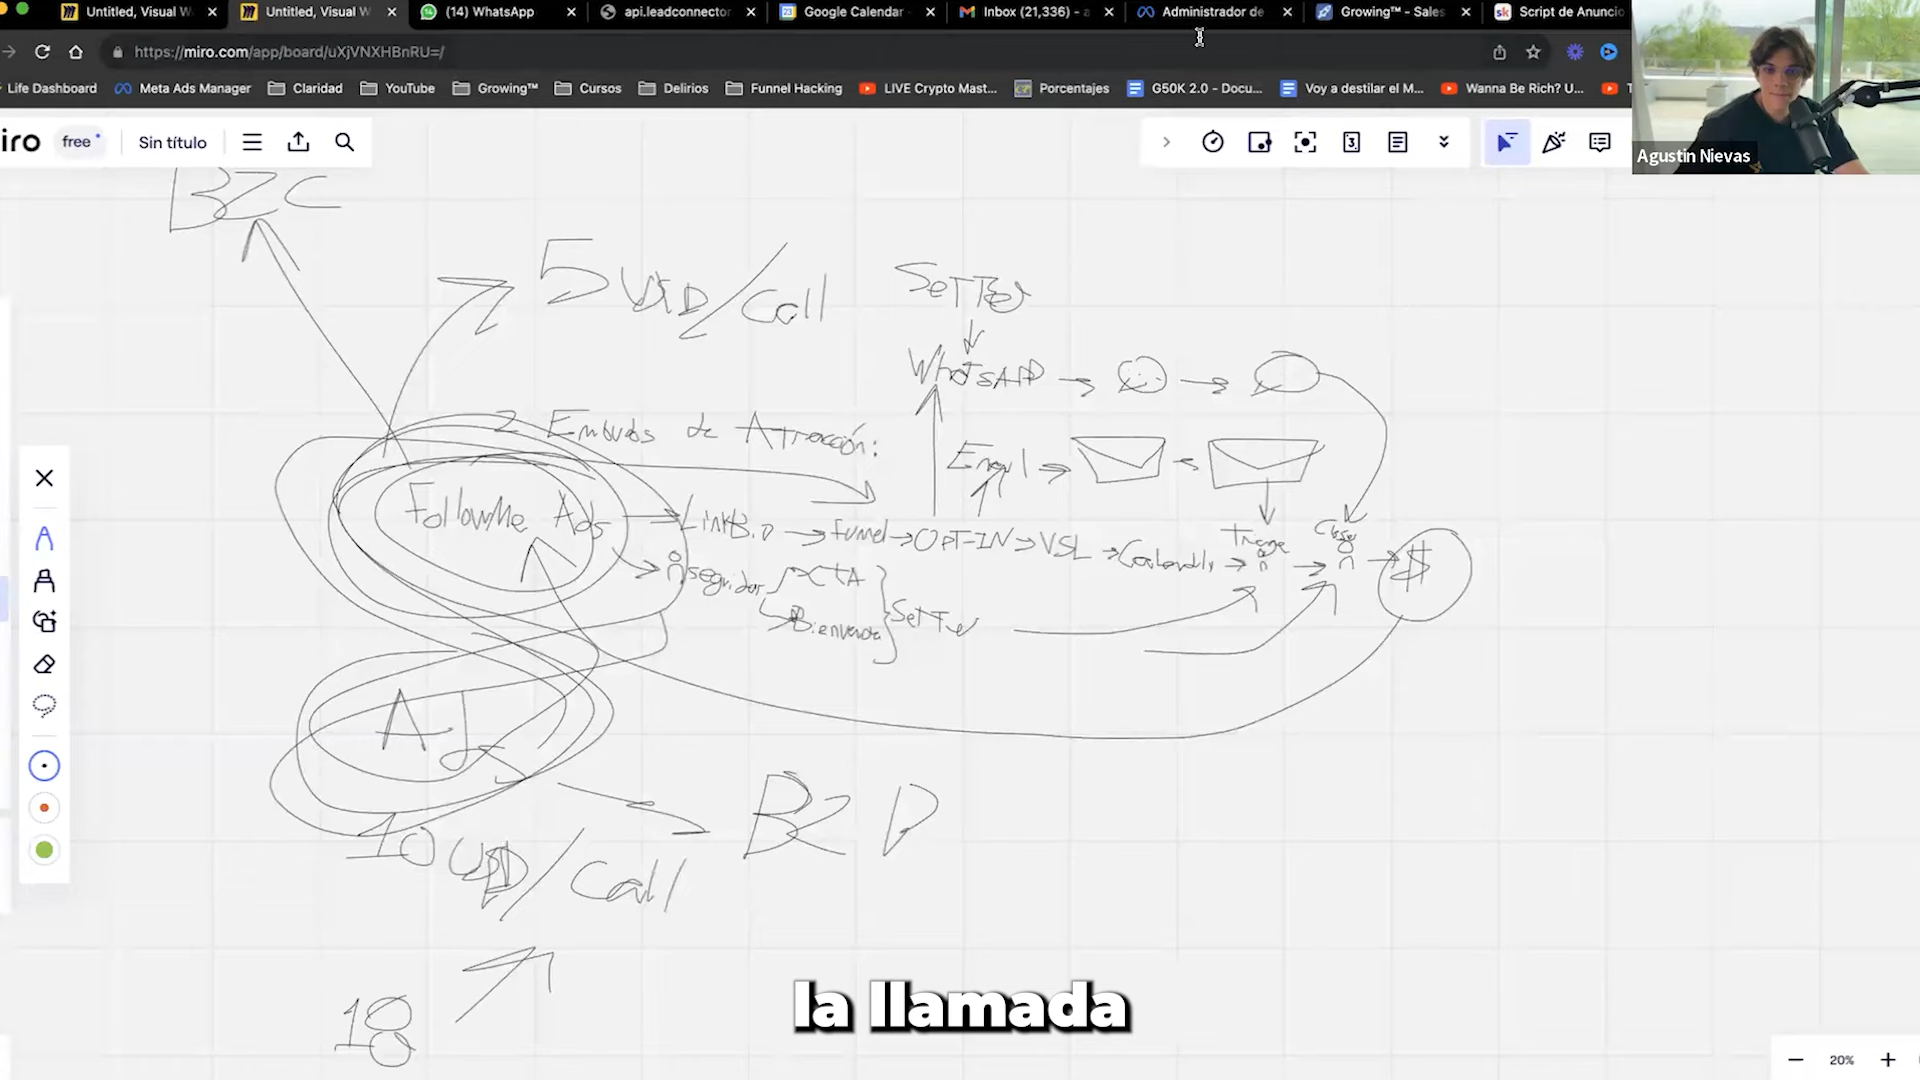 Untitled, Visual W
Untitled, Visual W
(14) WhatsApp
api.leadconnector
Google Calendar -
Inbox (21,336) - a
Administrador de
Growing™ - Sales
Script de Anuncio
https://miro.com/app/board/uXjVNXHBnRU=/
Life Dashboard
Meta Ads Manager
Claridad
YouTube
Growing™
Cursos
Delirios
Funnel Hacking
LIVE Crypto Mast...
Porcentajes
G50K 2.0 - Docu...
Voy a destilar el M...
Wanna Be Rich? U...
Agustin Nievas
iro
free
Sin título
B2C
5 USD/Call
Setter
WhatsAPP
2 Embudos de Atracción:
Email
FollowMe Ads
LinkBio
funnel
OPT-IN
VSL
Calendly
Triage
Closer
$
seguidor
CTA
Bienvenida
Setter
Ads
B2
10 USD/Call
18
la llamada
20%